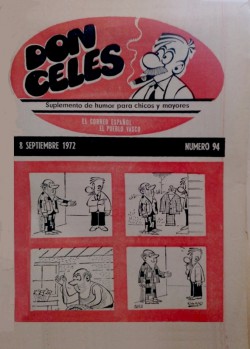 DON
CELES
Suplemento de humor para chicos y mayores
EL CORREO ESPAÑOL
EL PUEBLO VASCO
8 SEPTIEMBRE 1972
NUMERO 94